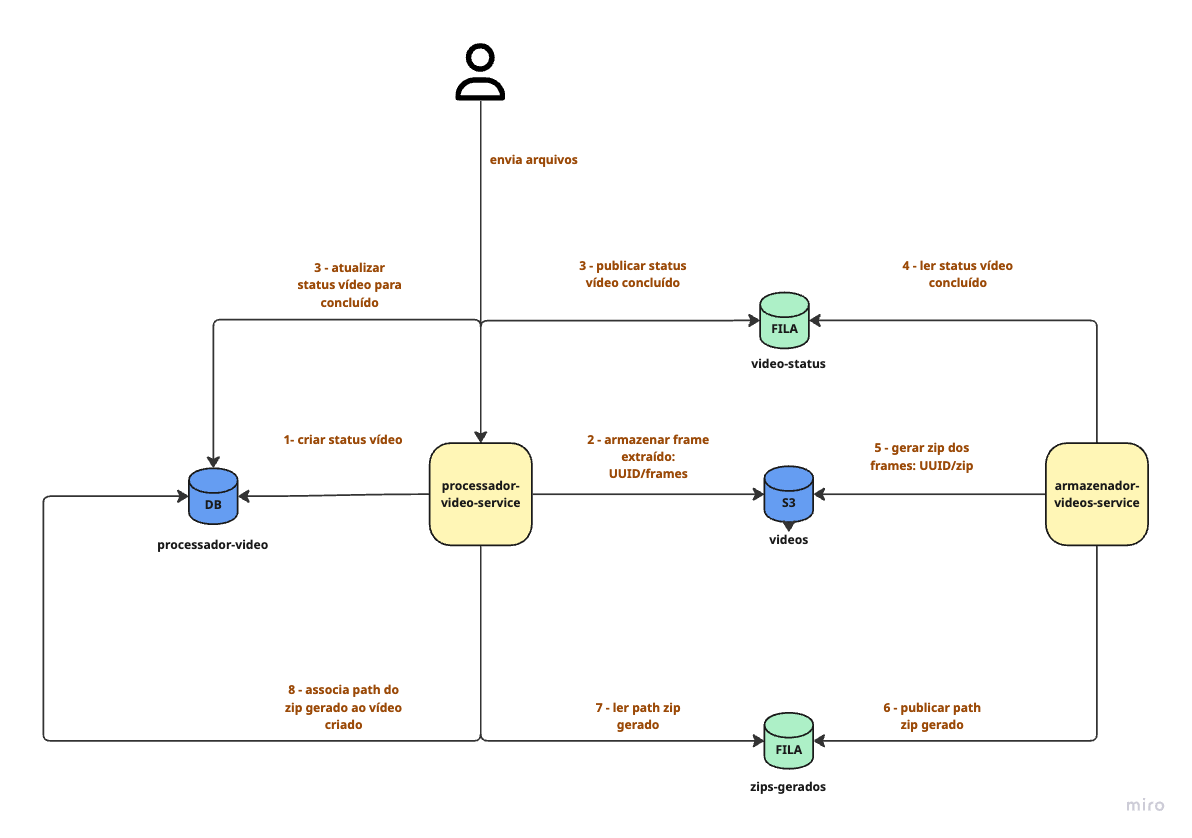 envia arquivos
3 - atualizar
status vídeo para
concluído
3 - publicar status
vídeo concluído
4 - ler status vídeo
concluído
FILA
video-status
1- criar status vídeo
2 - armazenar frame
extraído:
UUID/frames
5 - gerar zip dos
frames: UUID/zip
DB
processador-video
processador-
video-service
S3
videos
armazenador-
videos-service
8 - associa path do
zip gerado ao vídeo
criado
7 - ler path zip
gerado
6 - publicar path
zip gerado
FILA
zips-gerados
miro